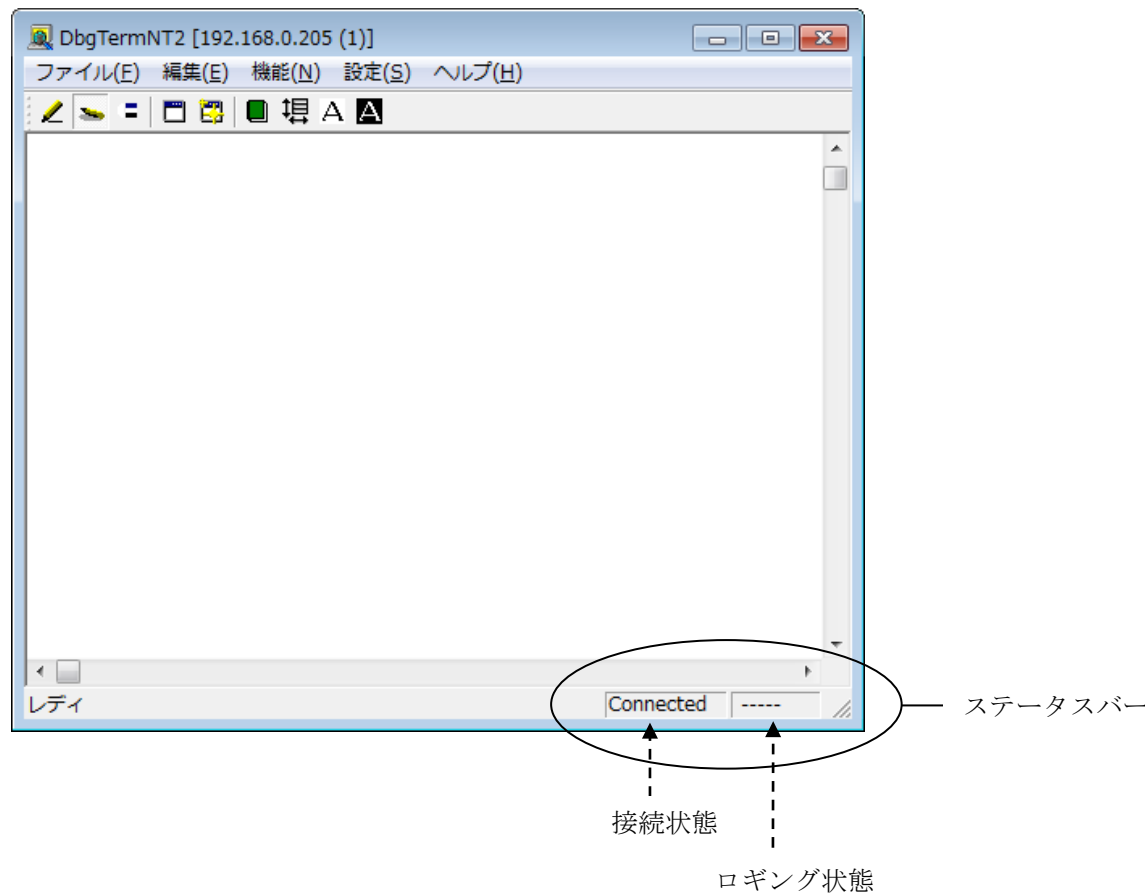 DbgTermNT2 [192.168.0.205 (1)]
ファイル(F) 編集(E) 機能(N) 設定(S) ヘルプ(H)
A A
レディ Connected -----
ステータスバー
接続状態
ロギング状態